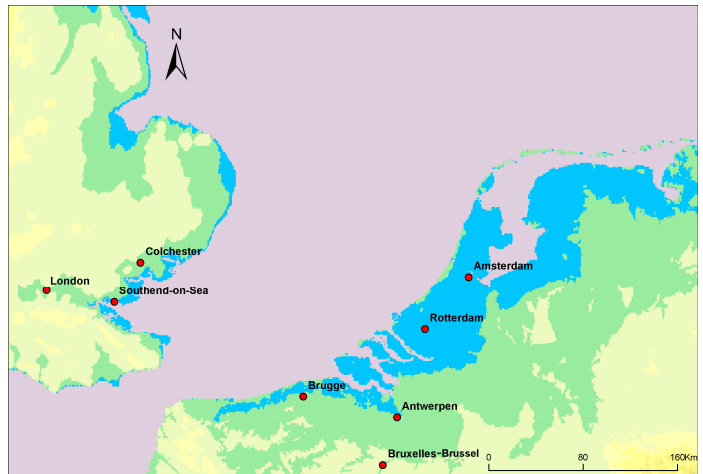 N
Colchester
London
Southend-on-Sea
Amsterdam
Rotterdam
Brugge
Antwerpen
Bruxelles-Brussel
0 80 160Km